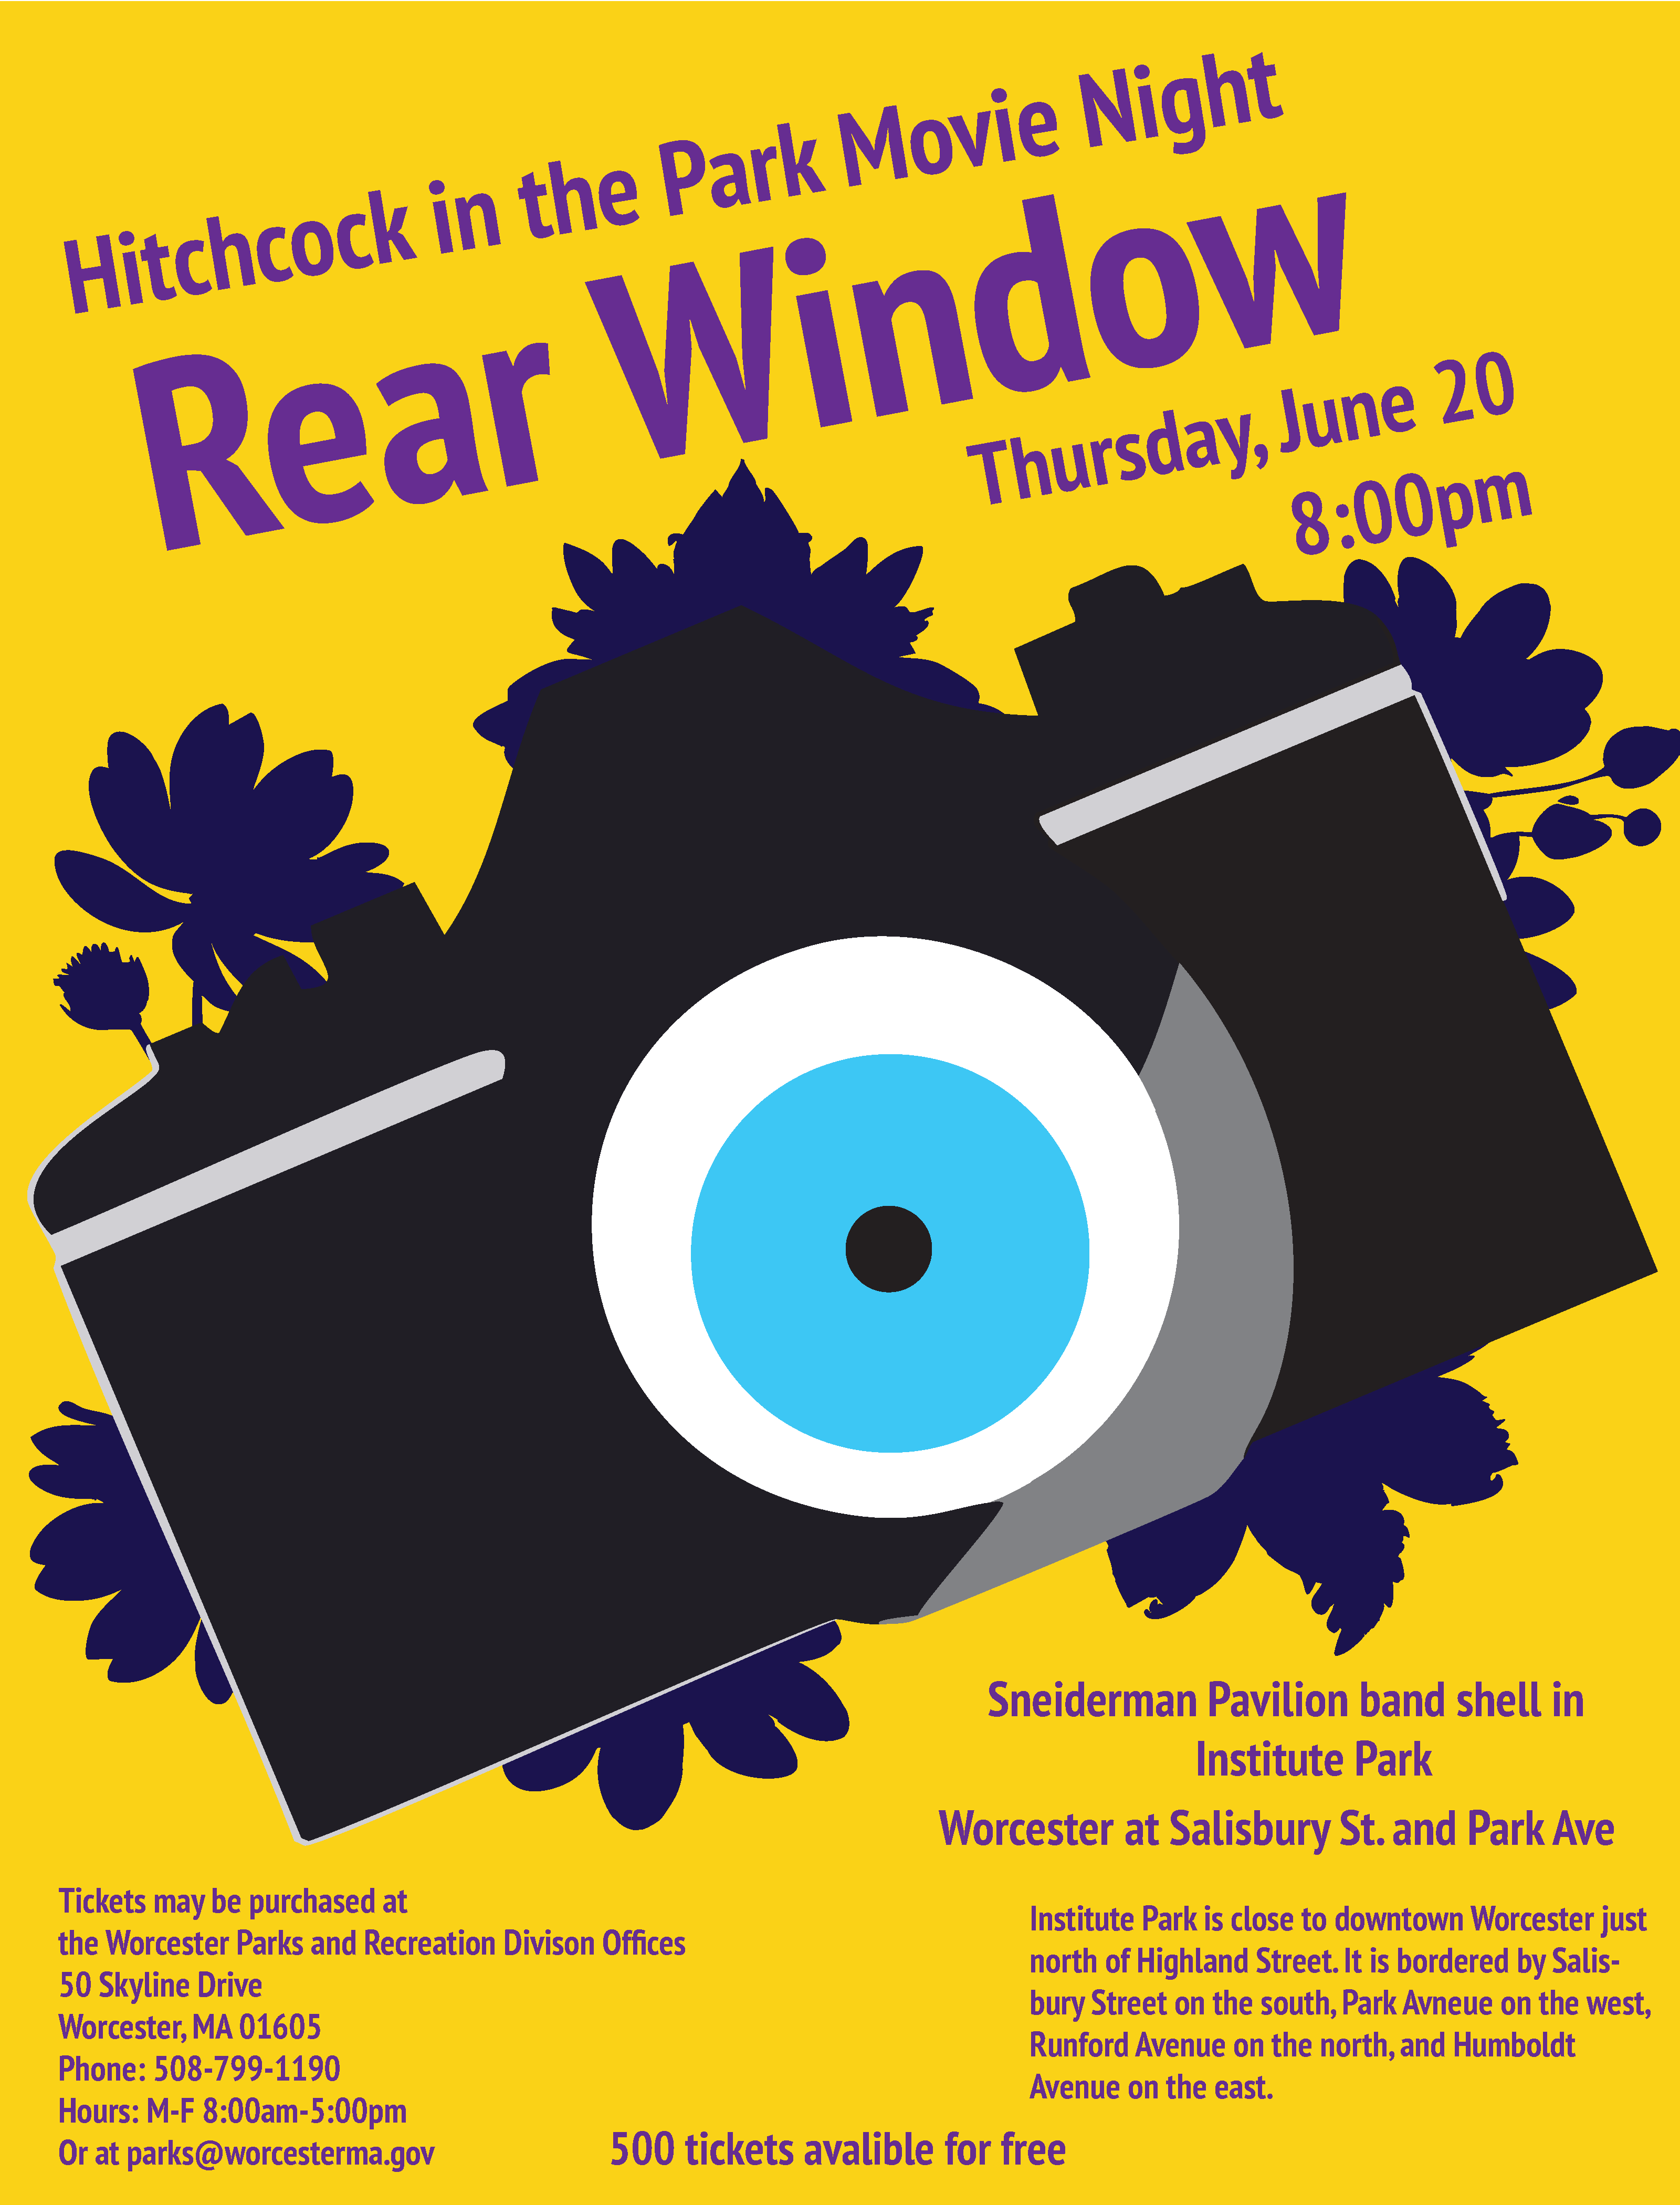 Hitchcock in the Park Movie Night
Rear Window
Thursday, June 20
8:00pm
Sneiderman Pavilion band shell in
Institute Park
Worcester at Salisbury St. and Park Ave
Tickets may be purchased at
the Worcester Parks and Recreation Divison Offices
50 Skyline Drive
Worcester, MA 01605
Phone: 508-799-1190
Hours: M-F 8:00am-5:00pm
Or at parks@worcesterma.gov
Institute Park is close to downtown Worcester just
north of Highland Street. It is bordered by Salis-
bury Street on the south, Park Avneue on the west,
Runford Avenue on the north, and Humboldt
Avenue on the east.
500 tickets avalible for free